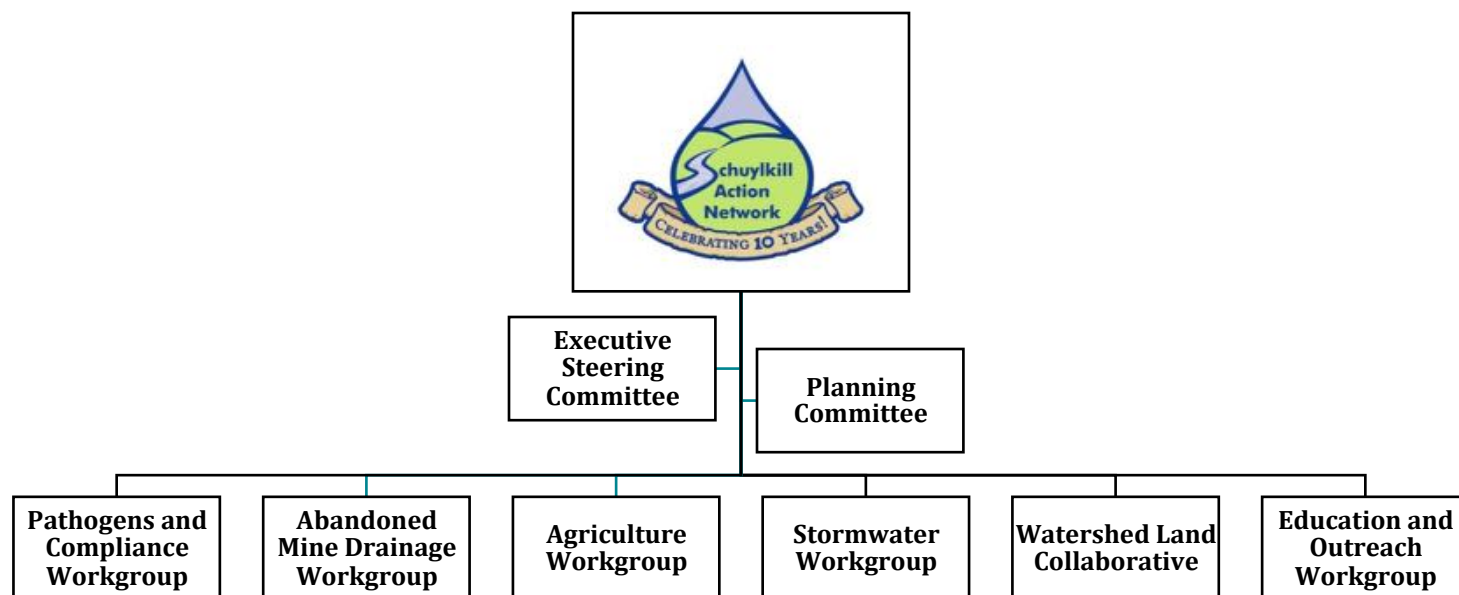 Schuylkill
Action
Network
CELEBRATING 10 YEARS!
Executive
Steering
Committee
Planning
Committee
Pathogens and
Compliance
Workgroup
Abandoned
Mine Drainage
Workgroup
Agriculture
Workgroup
Stormwater
Workgroup
Watershed Land
Collaborative
Education and
Outreach
Workgroup